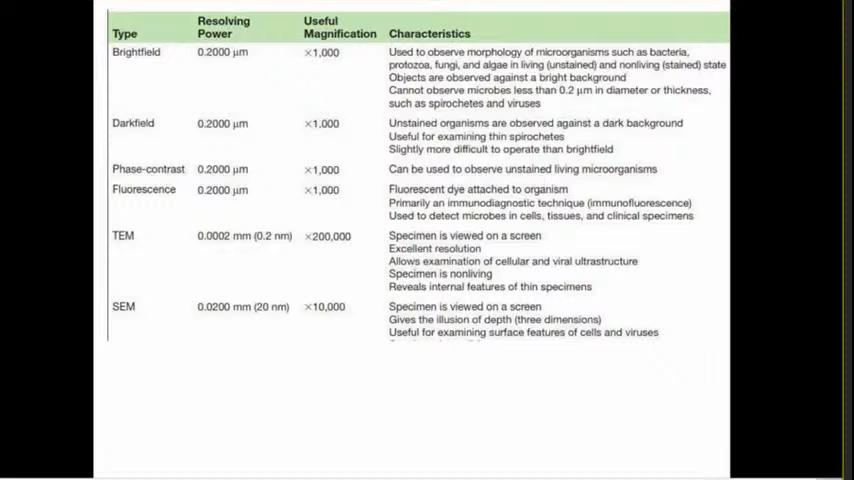 Type Resolving Power Useful Magnification Characteristics
Brightfield 0.2000 µm ×1,000 Used to observe morphology of microorganisms such as bacteria,
protozoa, fungi, and algae in living (unstained) and nonliving (stained) state
Objects are observed against a bright background
Cannot observe microbes less than 0.2 µm in diameter or thickness,
such as spirochetes and viruses
Darkfield 0.2000 µm ×1.000 Unstained organisms are observed against a dark background
Useful for examining thin spirochetes
Slightly more difficult to operate than brightfield
Phase-contrast 0.2000 µm ×1,000 Can be used to observe unstained living microorganisms
Fluorescence 0.2000 µm ×1,000 Fluorescent dye attached to organism
Primarily an immunodiagnostic technique (immunofluorescence)
Used to detect microbes in cells, tissues, and clinical specimens
TEM 0.0002 mm (0.2 nm) ×200,000 Specimen is viewed on a screen
Excellent resolution
Allows examination of cellular and viral ultrastructure
Specimen is nonliving
Reveals internal features of thin specimens
SEM 0.0200 mm (20 nm) ×10,000 Specimen is viewed on a screen
Gives the illusion of depth (three dimensions)
Useful for examining surface features of cells and viruses